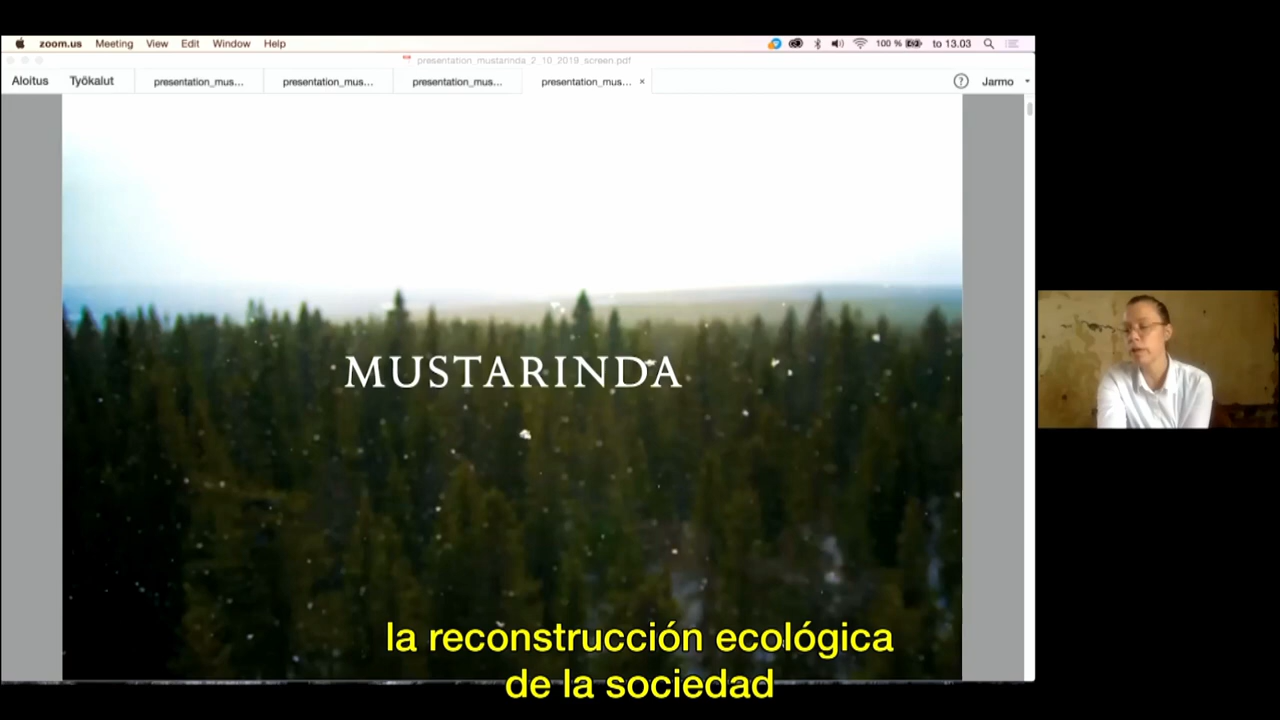 zoom.us Meeting View Edit Window Help 100 % to 13.03
presentation_mustarinda_2_10_2019_screen.pdf
Aloitus Työkalut presentation_mus... presentation_mus... presentation_mus... presentation_mus... × ? Jarmo
MUSTARINDA
la reconstrucción ecológica
de la sociedad